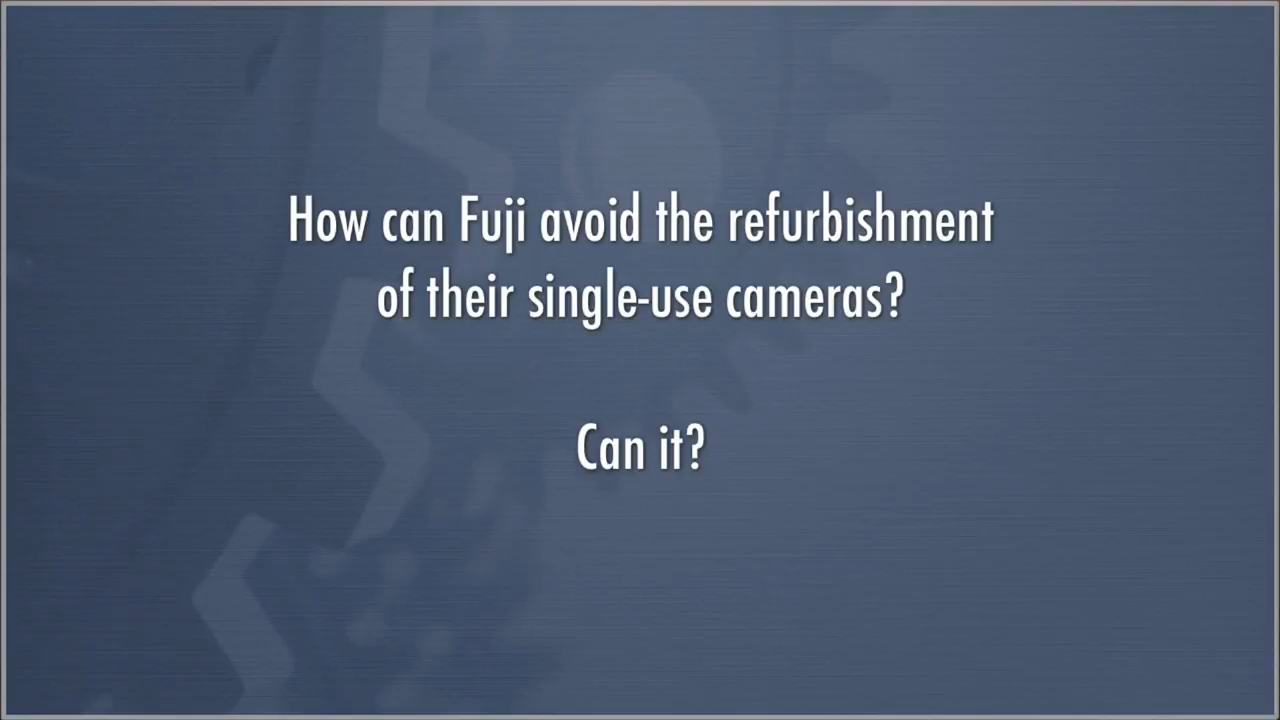 How can Fuji avoid the refurbishment
of their single-use cameras?
Can it?